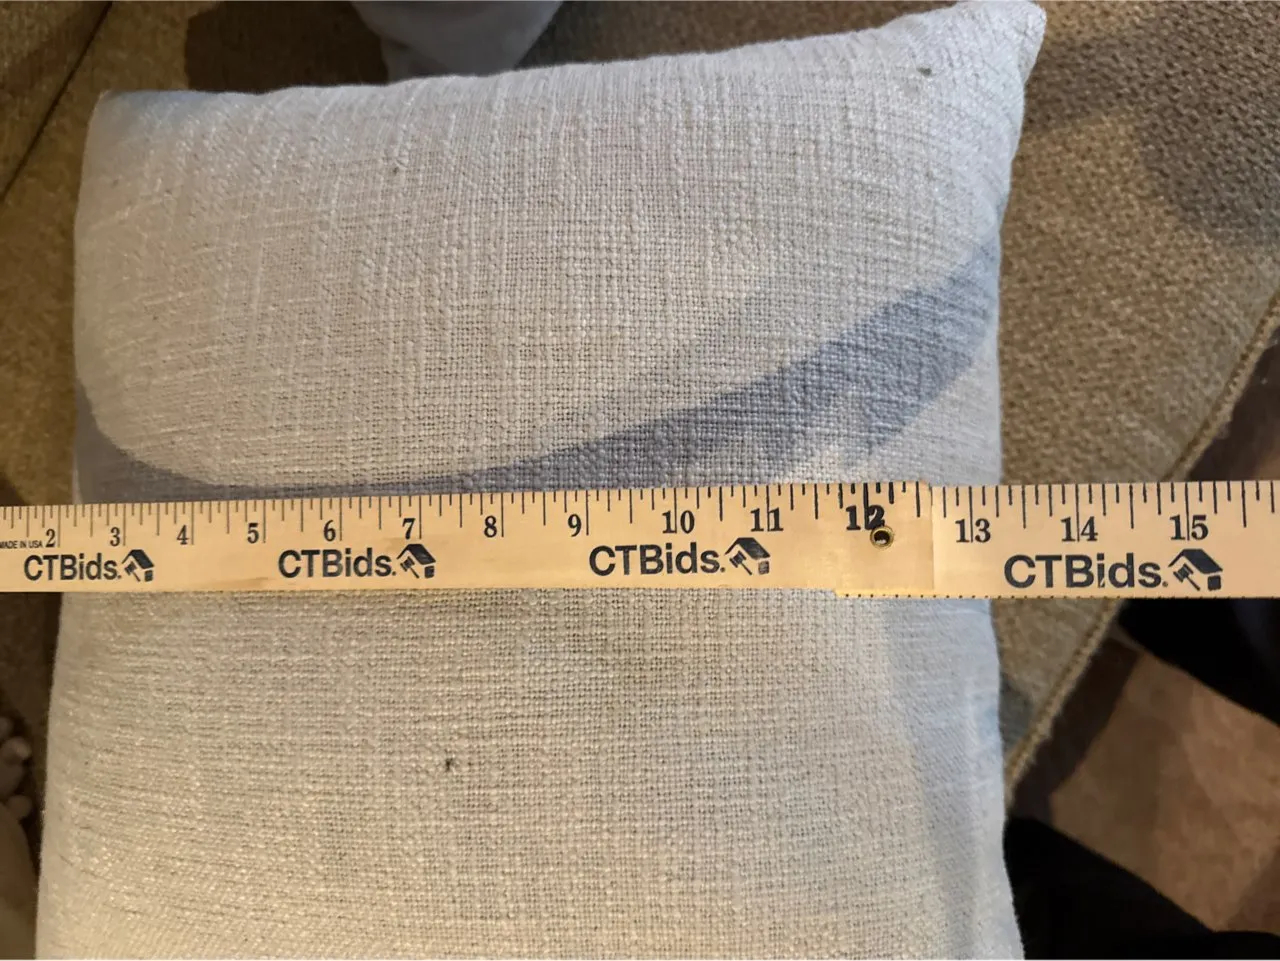 2 3 4 5 6 7 8 9 10 11 12 13 14 15
MADE IN USA
CTBids. CTBids. CTBids. CTBids.